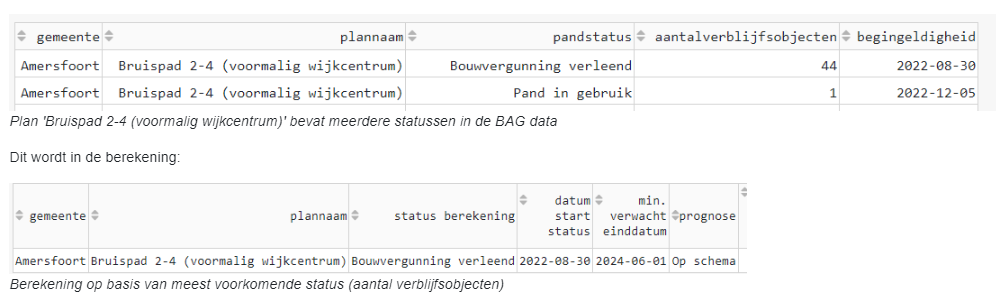 gemeente plannaam pandstatus aantalverblijfsobjecten begingeldigheid
Amersfoort Bruispad 2-4 (voormalig wijkcentrum) Bouwvergunning verleend 44 2022-08-30
Amersfoort Bruispad 2-4 (voormalig wijkcentrum) Pand in gebruik 1 2022-12-05
Plan 'Bruispad 2-4 (voormalig wijkcentrum)' bevat meerdere statussen in de BAG data
Dit wordt in de berekening:
gemeente plannaam status berekening datum start status min. verwacht einddatum prognose
Amersfoort Bruispad 2-4 (voormalig wijkcentrum) Bouwvergunning verleend 2022-08-30 2024-06-01 Op schema
Berekening op basis van meest voorkomende status (aantal verblijfsobjecten)